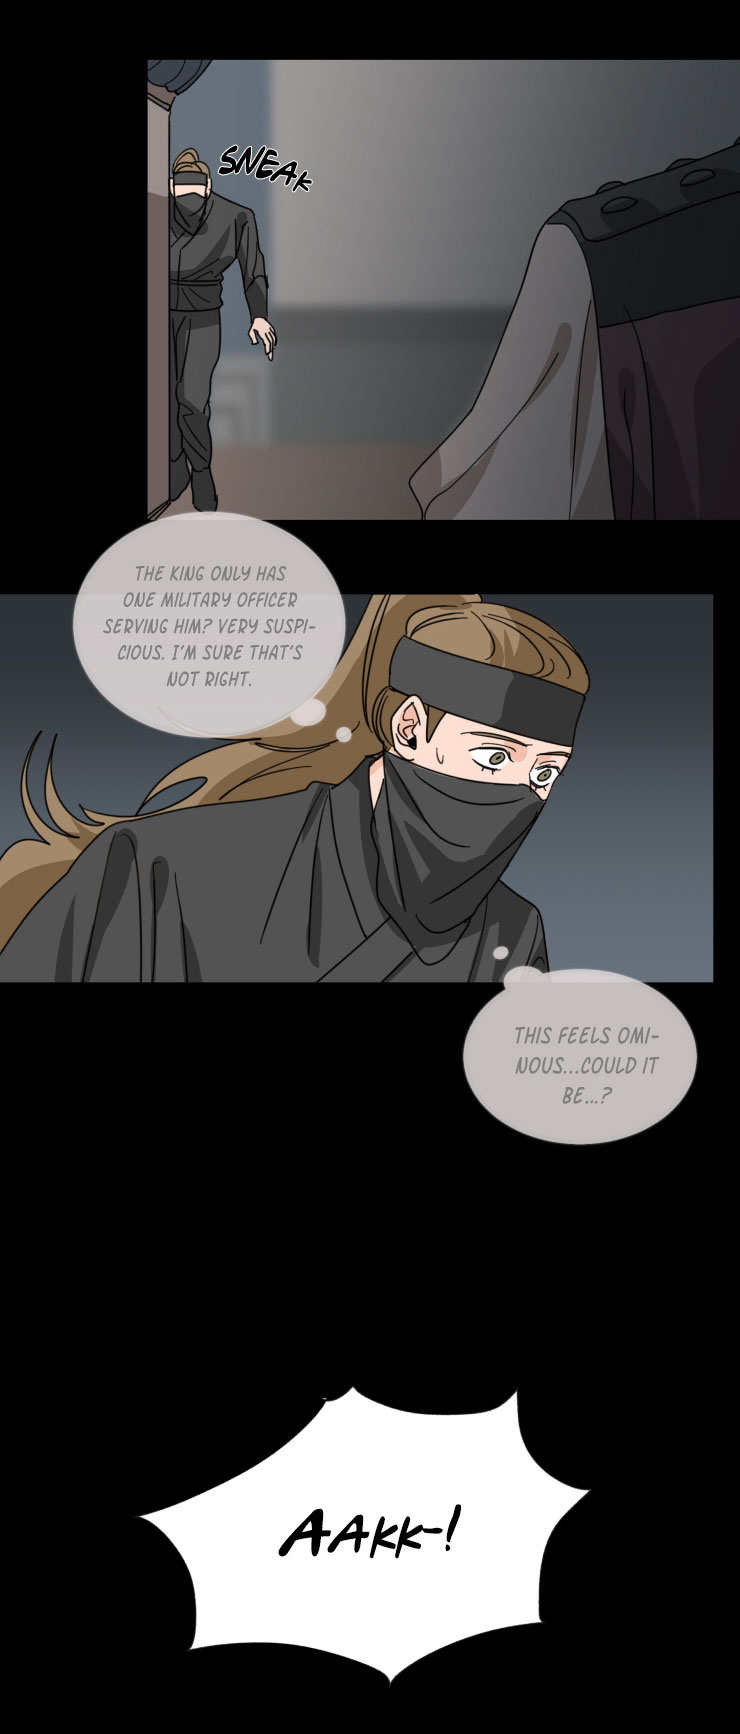 SNEAK
THE KING ONLY HAS
ONE MILITARY OFFICER
SERVING HIM? VERY SUSPI-
CIOUS. I'M SURE THAT'S
NOT RIGHT.
THIS FEELS OMI-
NOUS...COULD IT
BE...?
AAKK-!